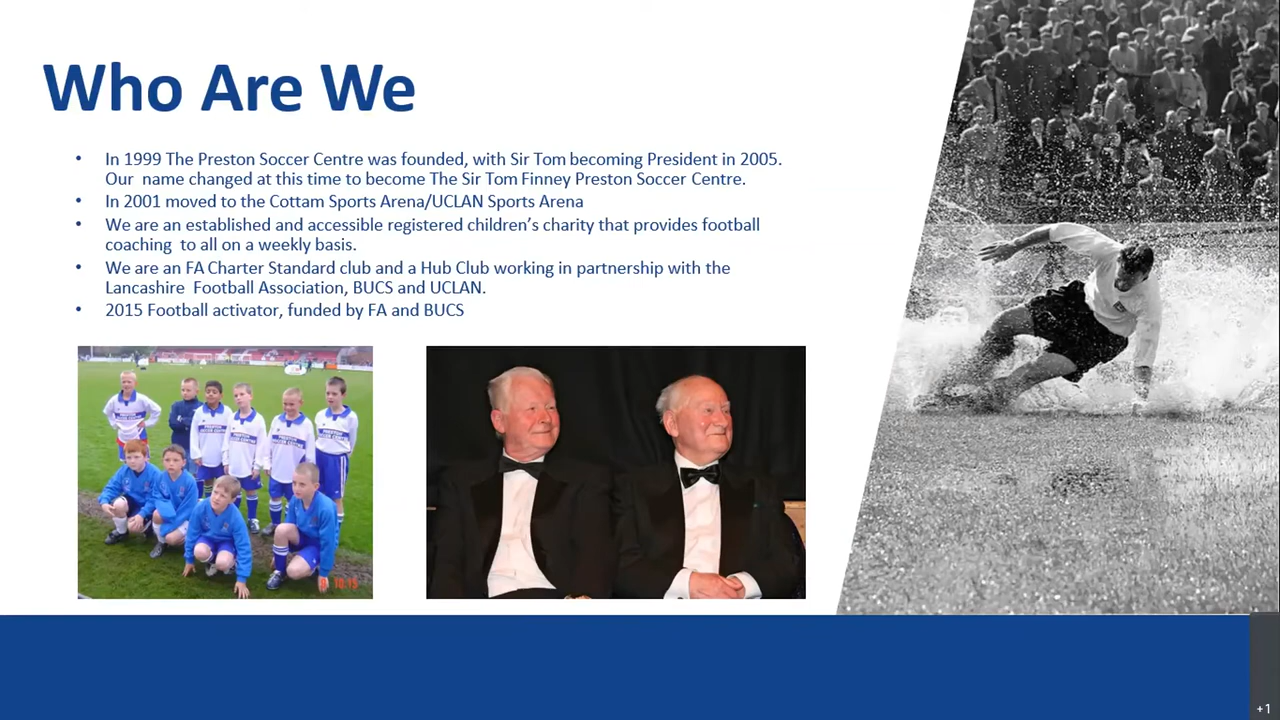 Who Are We
• In 1999 The Preston Soccer Centre was founded, with Sir Tom becoming President in 2005.
Our name changed at this time to become The Sir Tom Finney Preston Soccer Centre.
• In 2001 moved to the Cottam Sports Arena/UCLAN Sports Arena
• We are an established and accessible registered children's charity that provides football
coaching to all on a weekly basis.
• We are an FA Charter Standard club and a Hub Club working in partnership with the
Lancashire Football Association, BUCS and UCLAN.
• 2015 Football activator, funded by FA and BUCS
+1